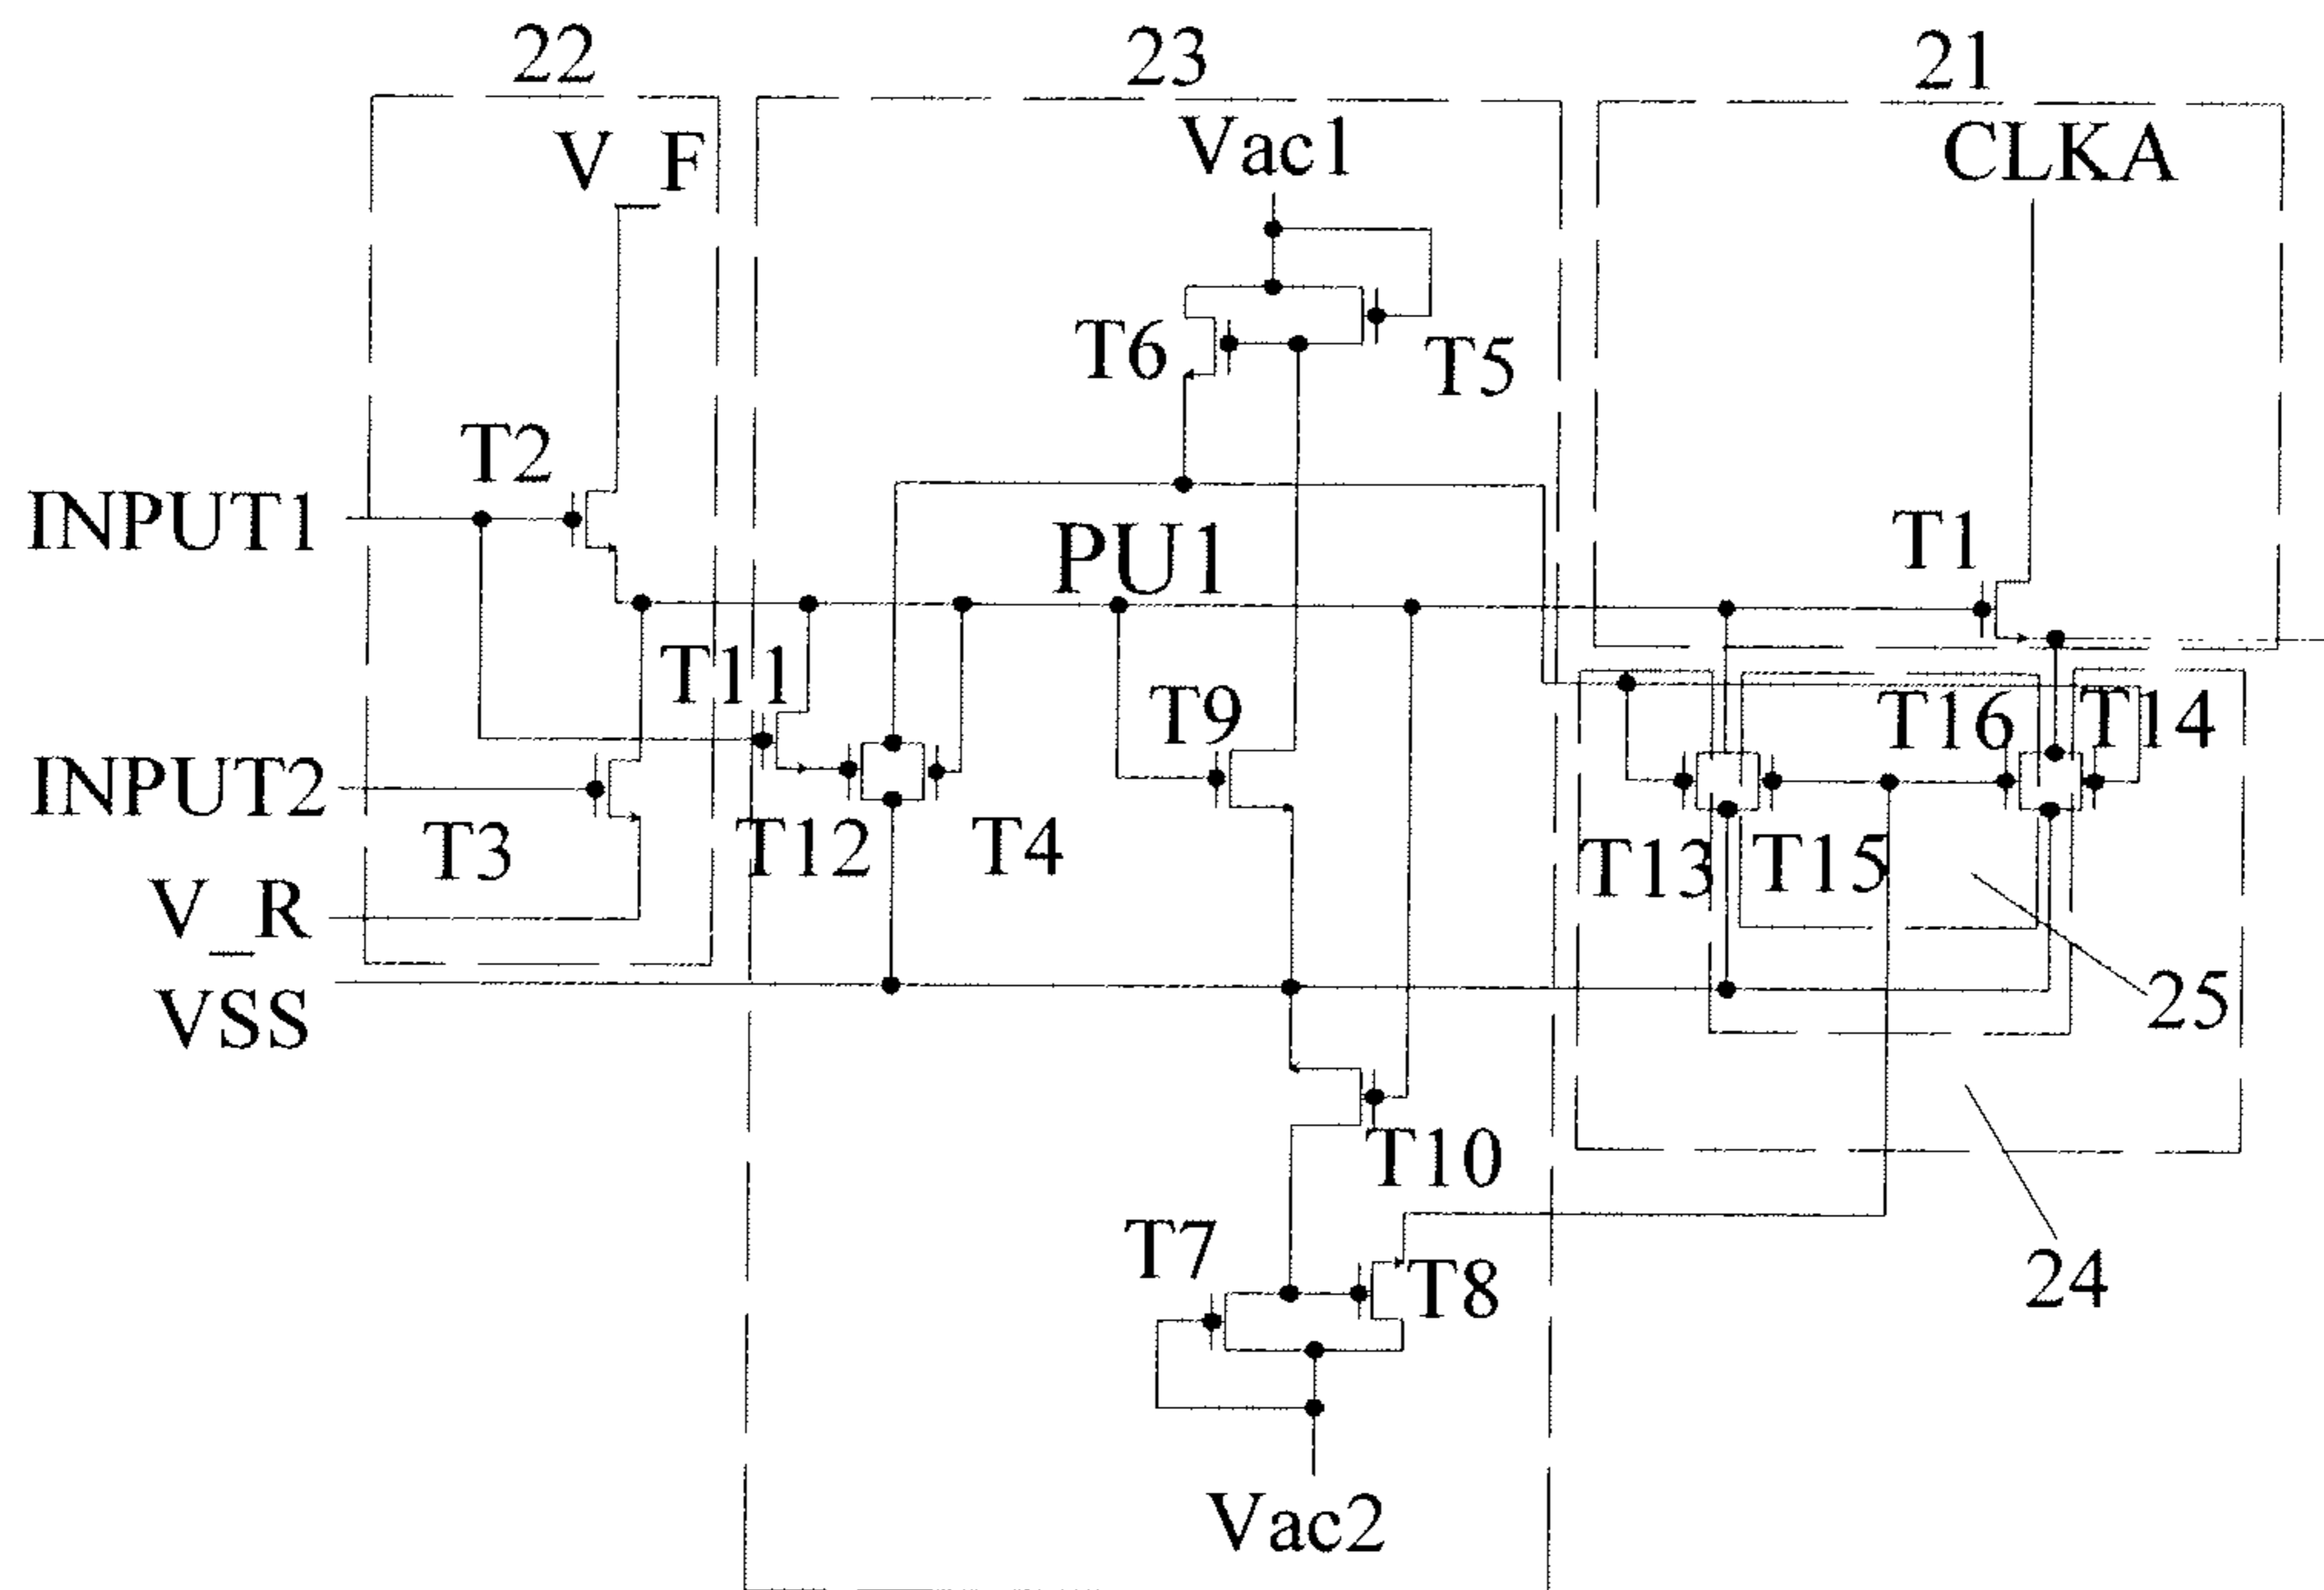 22
23
21
V_F
Vac1
CLKA
T6
T5
T2
INPUT1
PU1
T1
T11
T9
T16
T14
INPUT2
T3
T12
T4
T13
T15
V_R
VSS
25
T10
T7
T8
24
Vac2